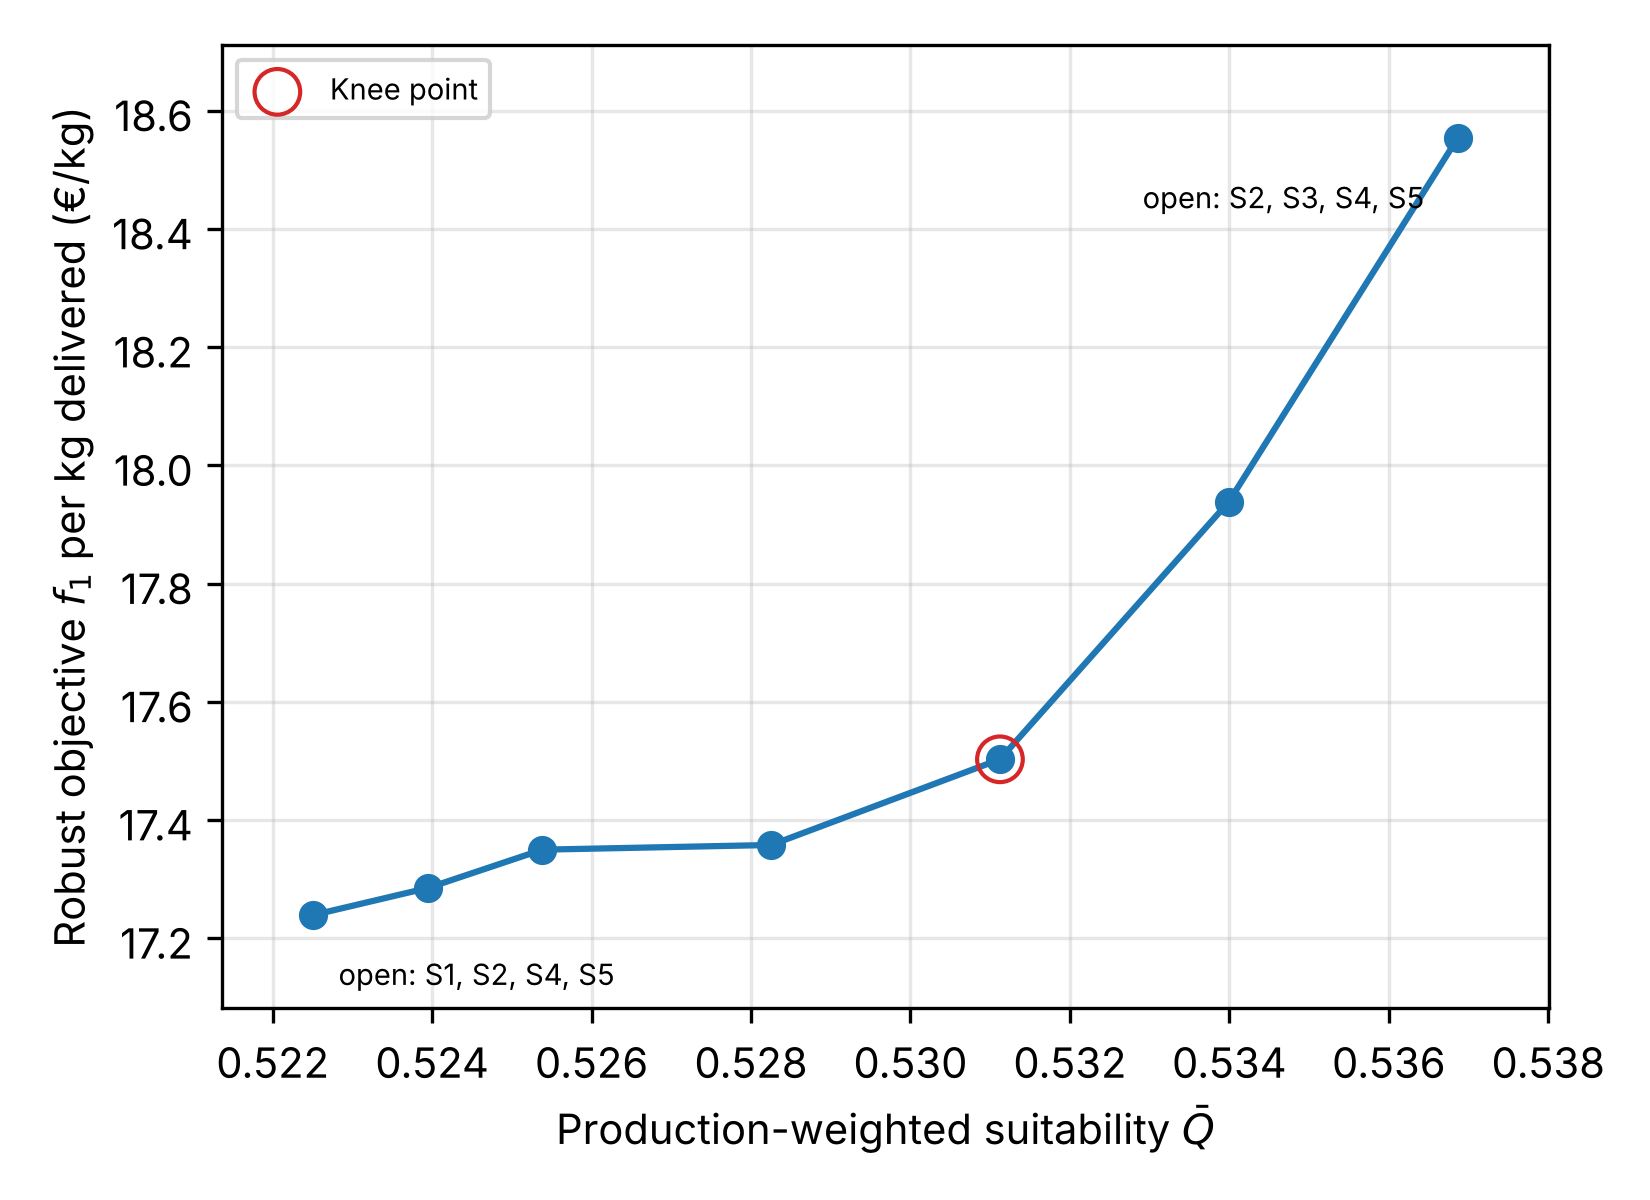 Knee point
Robust objective f₁ per kg delivered (€/kg)
18.6
18.4
18.2
18.0
17.8
17.6
17.4
17.2
open: S2, S3, S4, S5
open: S1, S2, S4, S5
0.522 0.524 0.526 0.528 0.530 0.532 0.534 0.536 0.538
Production-weighted suitability Q̄